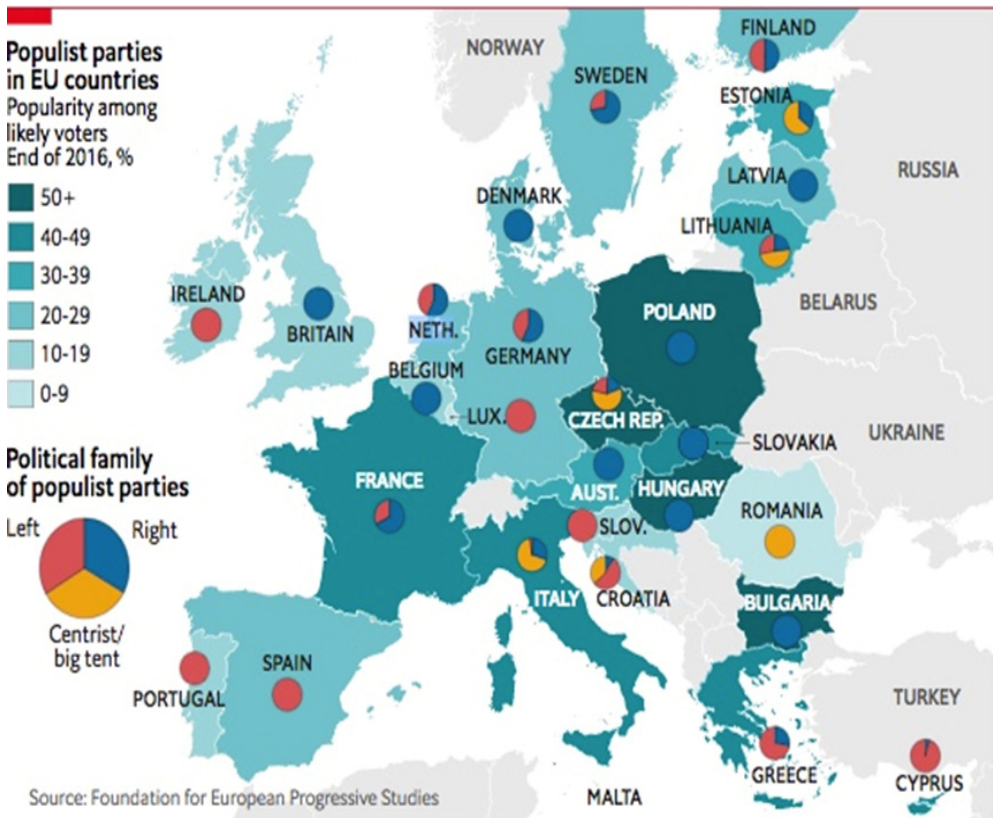 Populist parties
in EU countries
Popularity among
likely voters
End of 2016, %
50+
40-49
30-39
20-29
10-19
0-9
Political family
of populist parties
Left
Right
Centrist/
big tent
NORWAY
FINLAND
SWEDEN
ESTONIA
RUSSIA
LATVIA
DENMARK
LITHUANIA
IRELAND
BRITAIN
NETH.
BELARUS
POLAND
GERMANY
BELGIUM
LUX.
CZECH REP.
UKRAINE
SLOVAKIA
FRANCE
AUST.
HUNGARY
SLOV.
ROMANIA
ITALY
CROATIA
BULGARIA
SPAIN
PORTUGAL
TURKEY
GREECE
CYPRUS
MALTA
Source: Foundation for European Progressive Studies